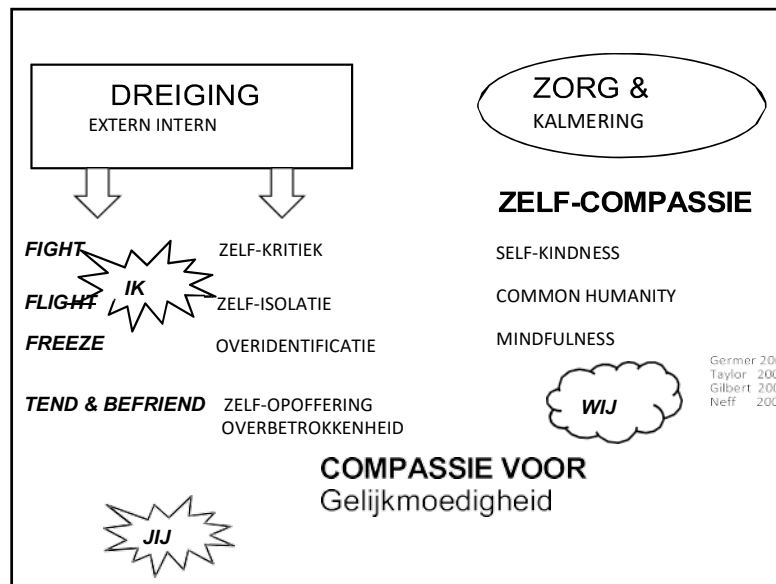 DREIGING
EXTERN INTERN
ZORG &
KALMERING
ZELF-COMPASSIE
FIGHT
ZELF-KRITIEK
SELF-KINDNESS
IK
FLIGHT
ZELF-ISOLATIE
COMMON HUMANITY
FREEZE
OVERIDENTIFICATIE
MINDFULNESS
Germer
Taylor
Gilbert
Neff
TEND & BEFRIEND
ZELF-OPOFFERING
OVERBETROKKENHEID
WIJ
COMPASSIE VOOR
Gelijkmoedigheid
JIJ